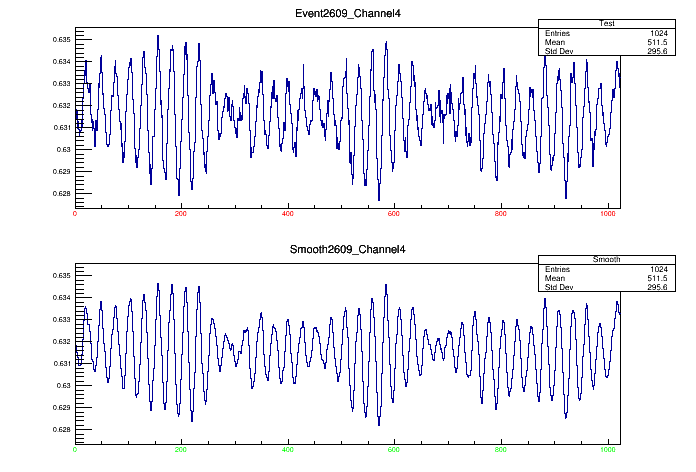 Event2609_Channel4
Test
Entries 1024
Mean 511.5
Std Dev 295.6
0.635
0.634
0.633
0.632
0.631
0.63
0.629
0.628
0 200 400 600 800 1000
Smooth2609_Channel4
Smooth
Entries 1024
Mean 511.5
Std Dev 295.6
0.635
0.634
0.633
0.632
0.631
0.63
0.629
0.628
0 200 400 600 800 1000